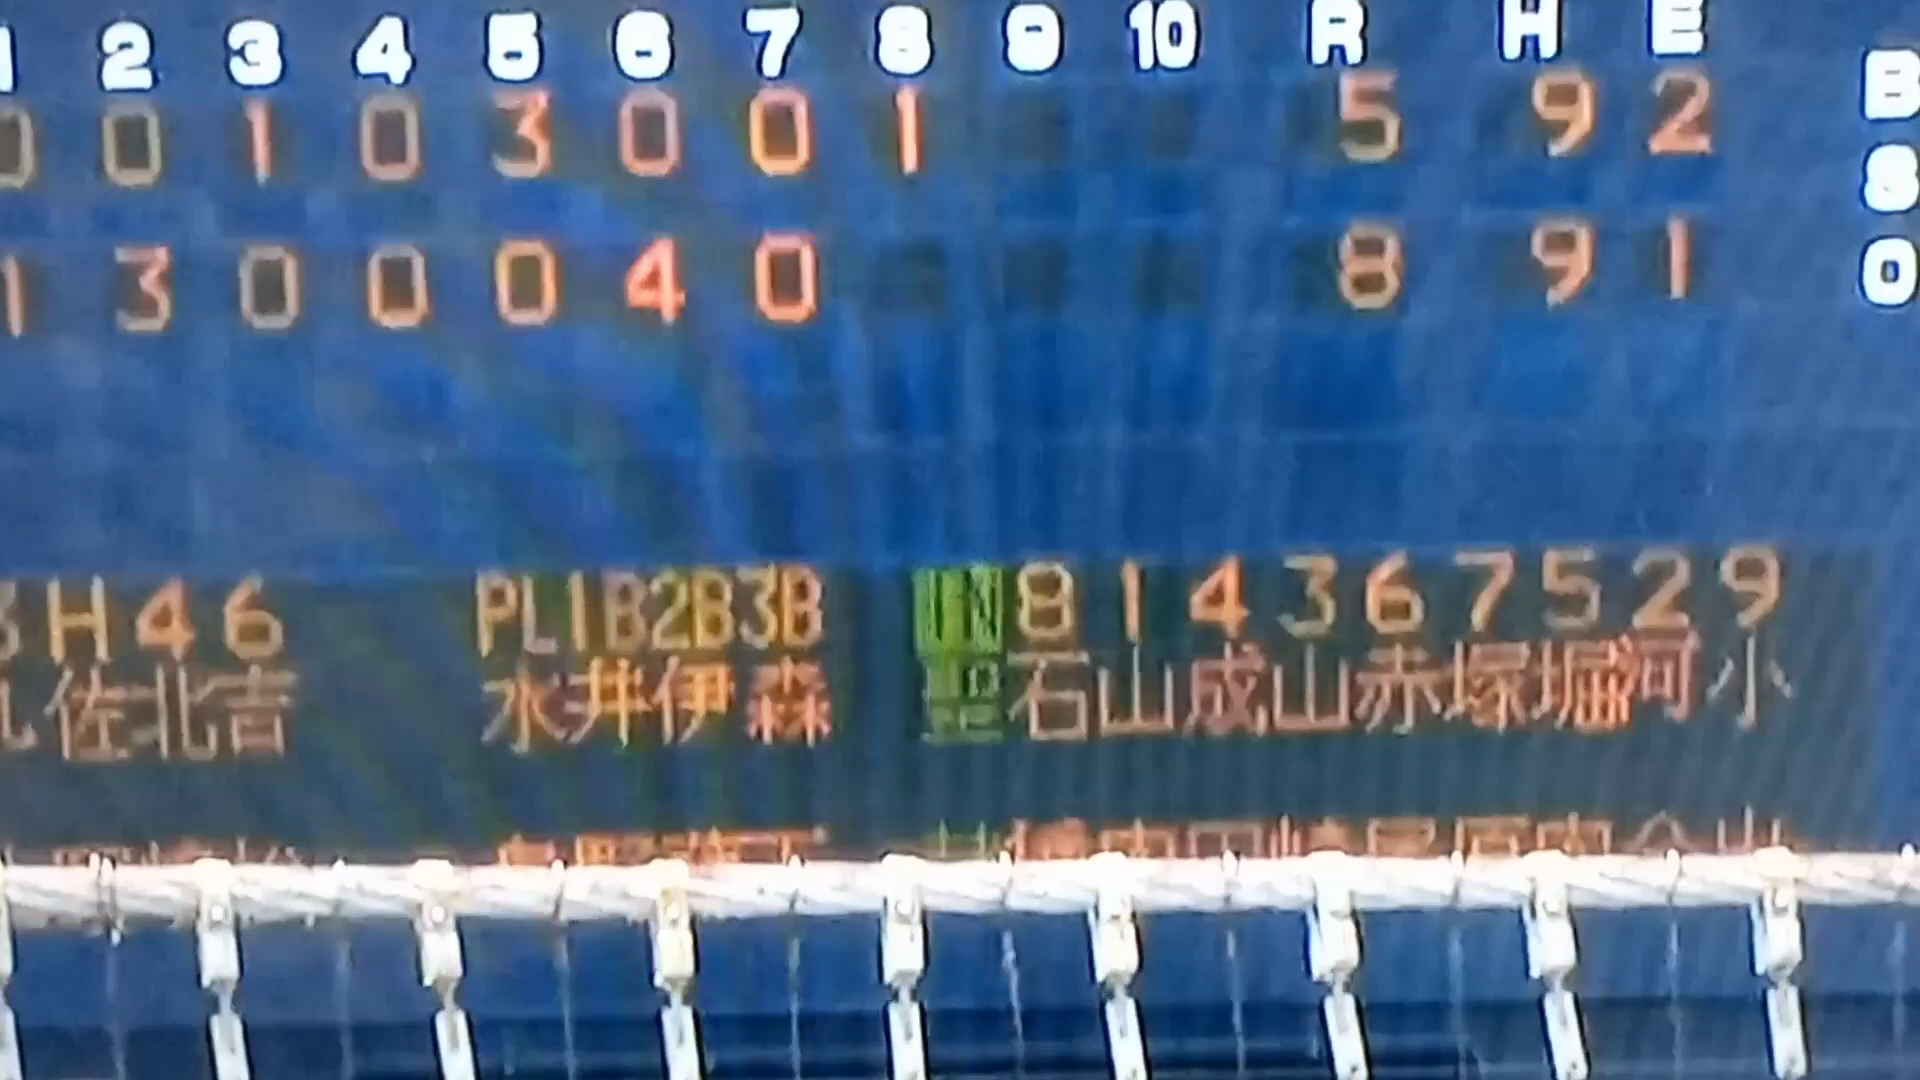 1 2 3 4 5 6 7 8 9 10 R H E B
0 0 1 0 3 0 0 1 5 9 2 S
1 3 0 0 0 4 0 8 9 1 O
H 4 6 PL 1B 2B 3B 8 1 4 3 6 7 5 2 9
佐 北 吉 水 井 伊 森 石 山 成 山 赤 塚 堀 河 小